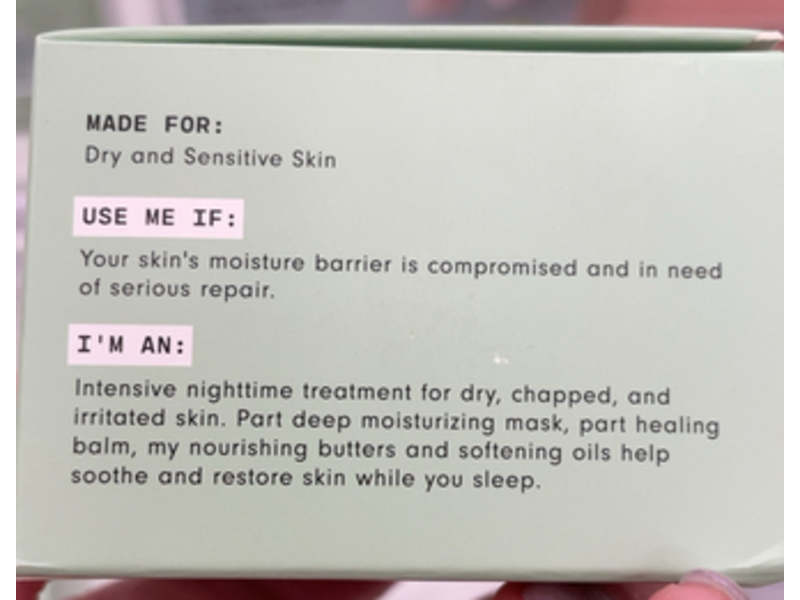 MADE FOR:
Dry and Sensitive Skin
USE ME IF:
Your skin's moisture barrier is compromised and in need
of serious repair.
I'M AN:
Intensive nighttime treatment for dry, chapped, and
irritated skin. Part deep moisturizing mask, part healing
balm, my nourishing butters and softening oils help
soothe and restore skin while you sleep.